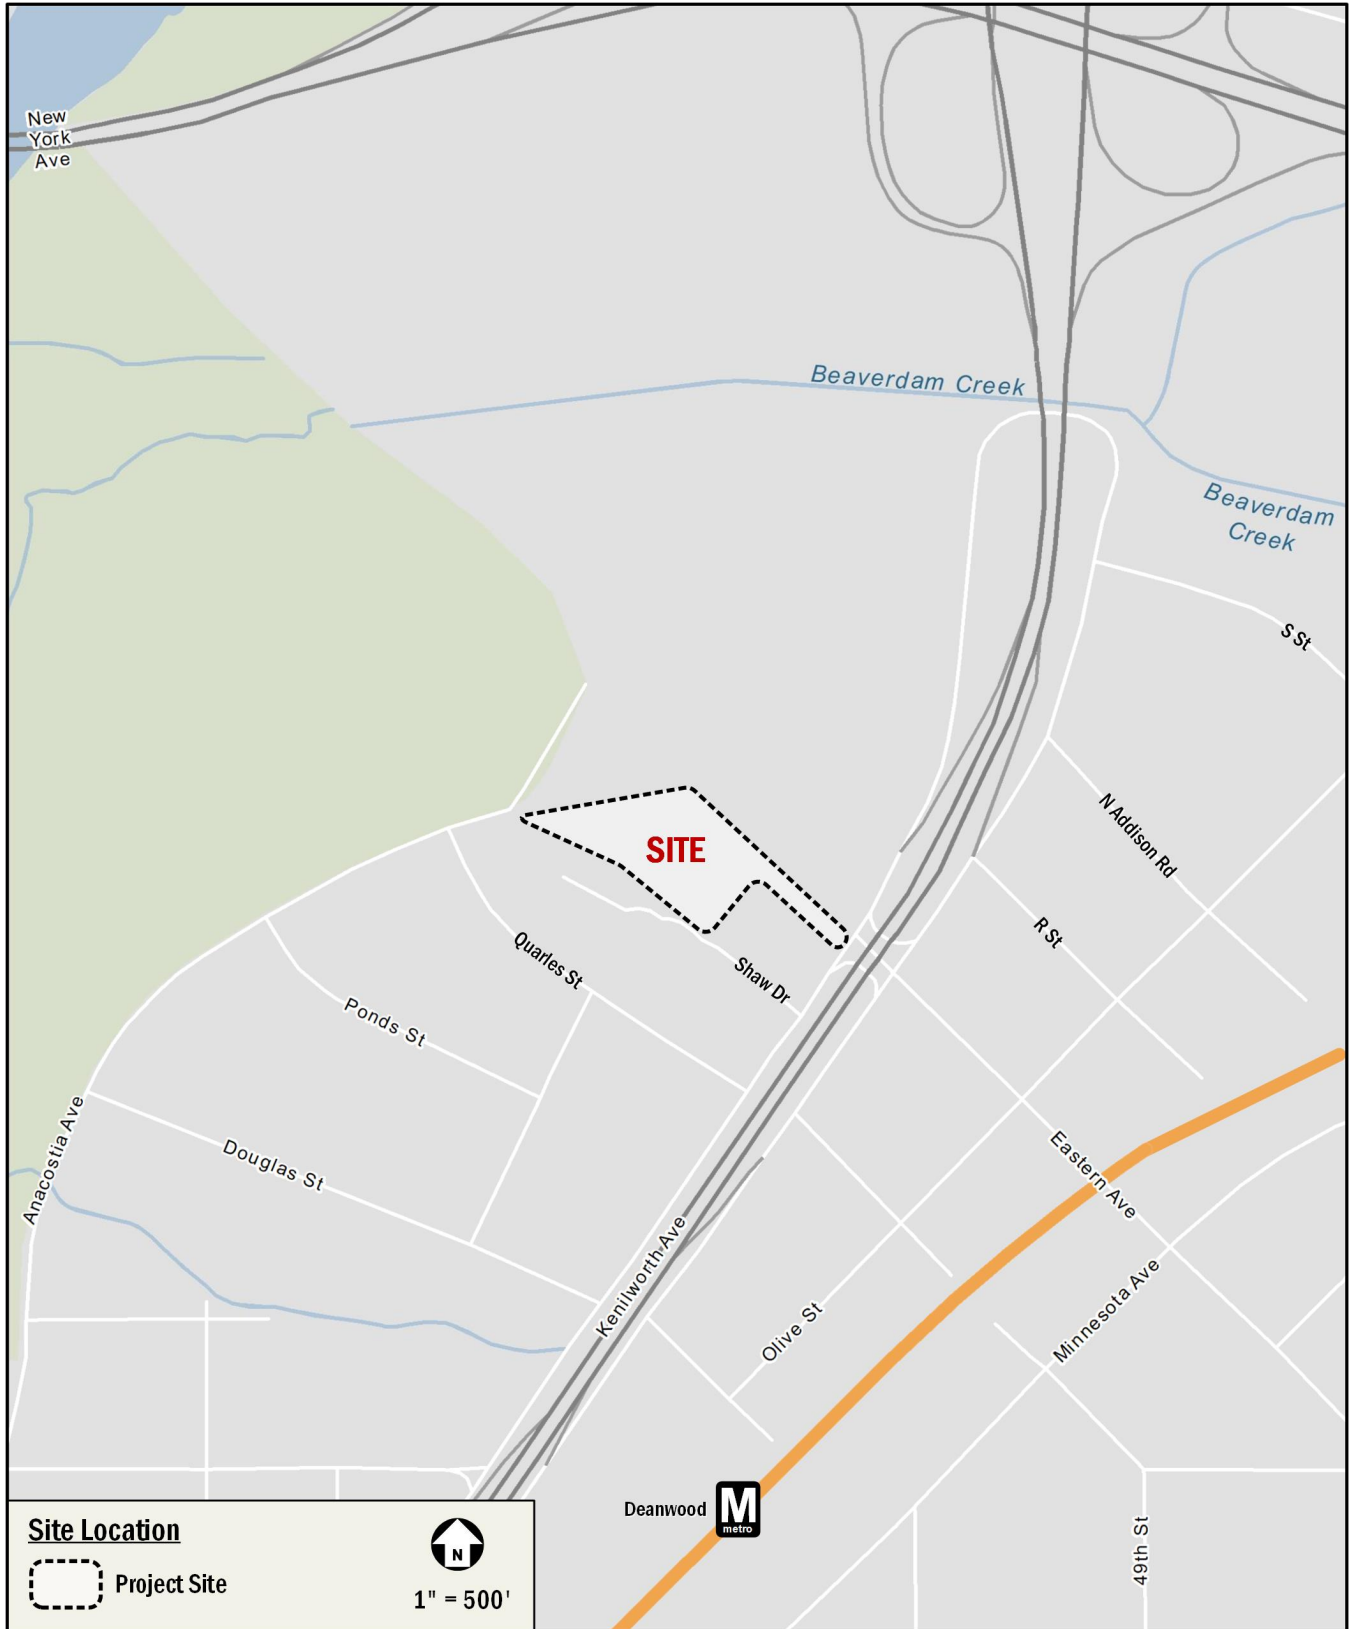 New
York
Ave
Beaverdam Creek
Beaverdam
Creek
S St
N Addison Rd
SITE
R St
Quarles St
Shaw Dr
Ponds St
Anacostia Ave
Douglas St
Eastern Ave
Kenilworth Ave
Olive St
Minnesota Ave
Deanwood
M
metro
49th St
Site Location
Project Site
N
1" = 500'